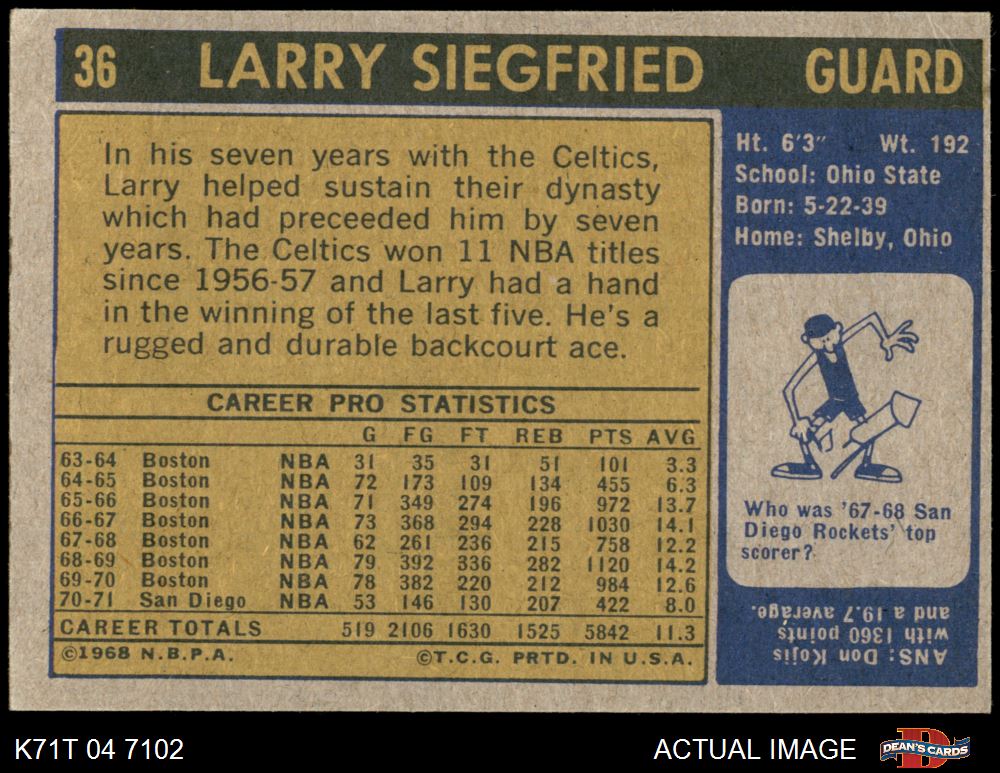 36 LARRY SIEGFRIED GUARD
In his seven years with the Celtics,
Larry helped sustain their dynasty
which had preceeded him by seven
years. The Celtics won 11 NBA titles
since 1956-57 and Larry had a hand
in the winning of the last five. He's a
rugged and durable backcourt ace.
CAREER PRO STATISTICS
G FG FT REB PTS AVG
63-64 Boston NBA 31 35 31 51 101 3.3
64-65 Boston NBA 72 173 109 134 455 6.3
65-66 Boston NBA 71 349 274 196 972 13.7
66-67 Boston NBA 73 368 294 228 1030 14.1
67-68 Boston NBA 62 261 236 215 758 12.2
68-69 Boston NBA 79 392 336 282 1120 14.2
69-70 Boston NBA 78 382 220 212 984 12.6
70-71 San Diego NBA 53 146 130 207 422 8.0
CAREER TOTALS 519 2106 1630 1525 5842 11.3
©1968 N.B.P.A. ©T.C.G. PRTD. IN U.S.A.
Ht. 6'3" Wt. 192
School: Ohio State
Born: 5-22-39
Home: Shelby, Ohio
Who was '67-68 San
Diego Rockets' top
scorer?
ANS: Don Kojis
with 1360 points
and a 19.7 average.
K71T 04 7102 ACTUAL IMAGE DEAN'S CARDS